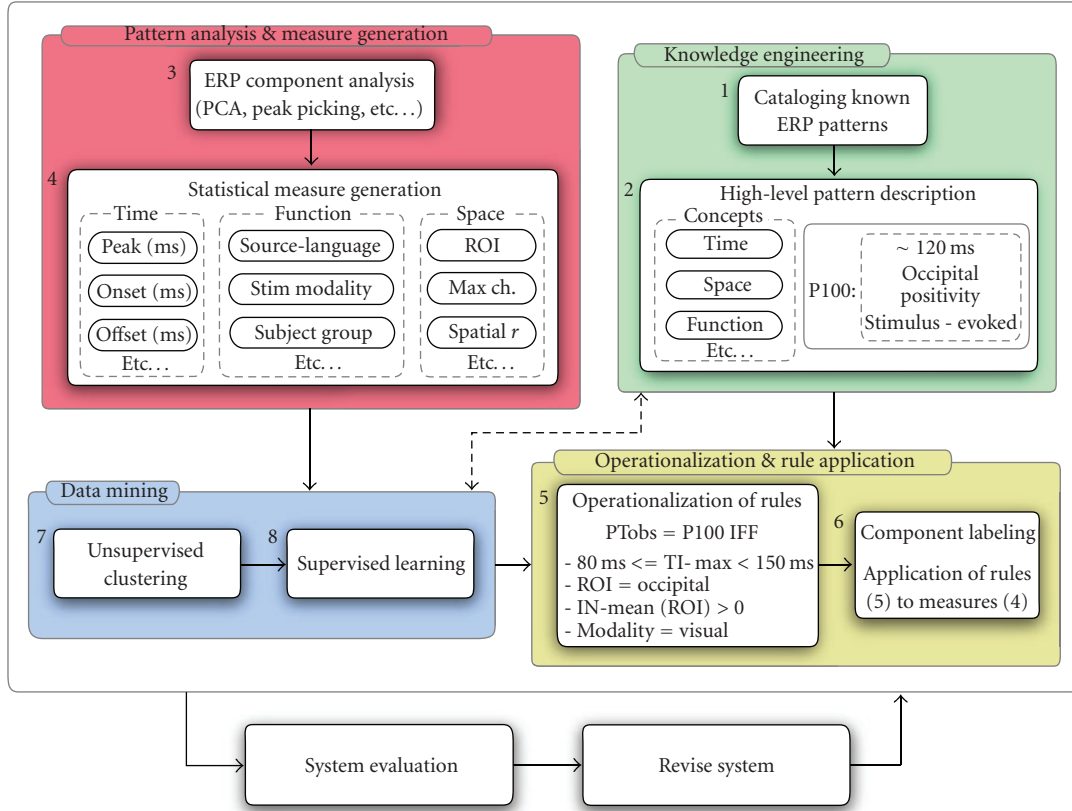 Pattern analysis & measure generation
3
ERP component analysis
(PCA, peak picking, etc...)
4
Statistical measure generation
Time
Peak (ms)
Onset (ms)
Offset (ms)
Etc...
Function
Source-language
Stim modality
Subject group
Etc...
Space
ROI
Max ch.
Spatial r
Etc...
Knowledge engineering
1
Cataloging known
ERP patterns
2
High-level pattern description
Concepts
Time
Space
Function
Etc...
P100:
~ 120 ms
Occipital
positivity
Stimulus - evoked
Data mining
7
Unsupervised
clustering
8
Supervised learning
Operationalization & rule application
5
Operationalization of rules
PTobs = P100 IFF
- 80 ms <= TI- max < 150 ms
- ROI = occipital
- IN-mean (ROI) > 0
- Modality = visual
6
Component labeling
Application of rules
(5) to measures (4)
System evaluation
Revise system